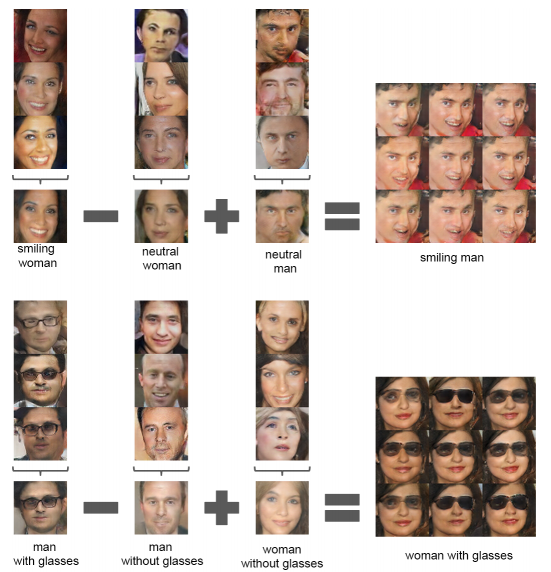 smiling
woman
neutral
woman
neutral
man
smiling man
man
with glasses
man
without glasses
woman
without glasses
woman with glasses